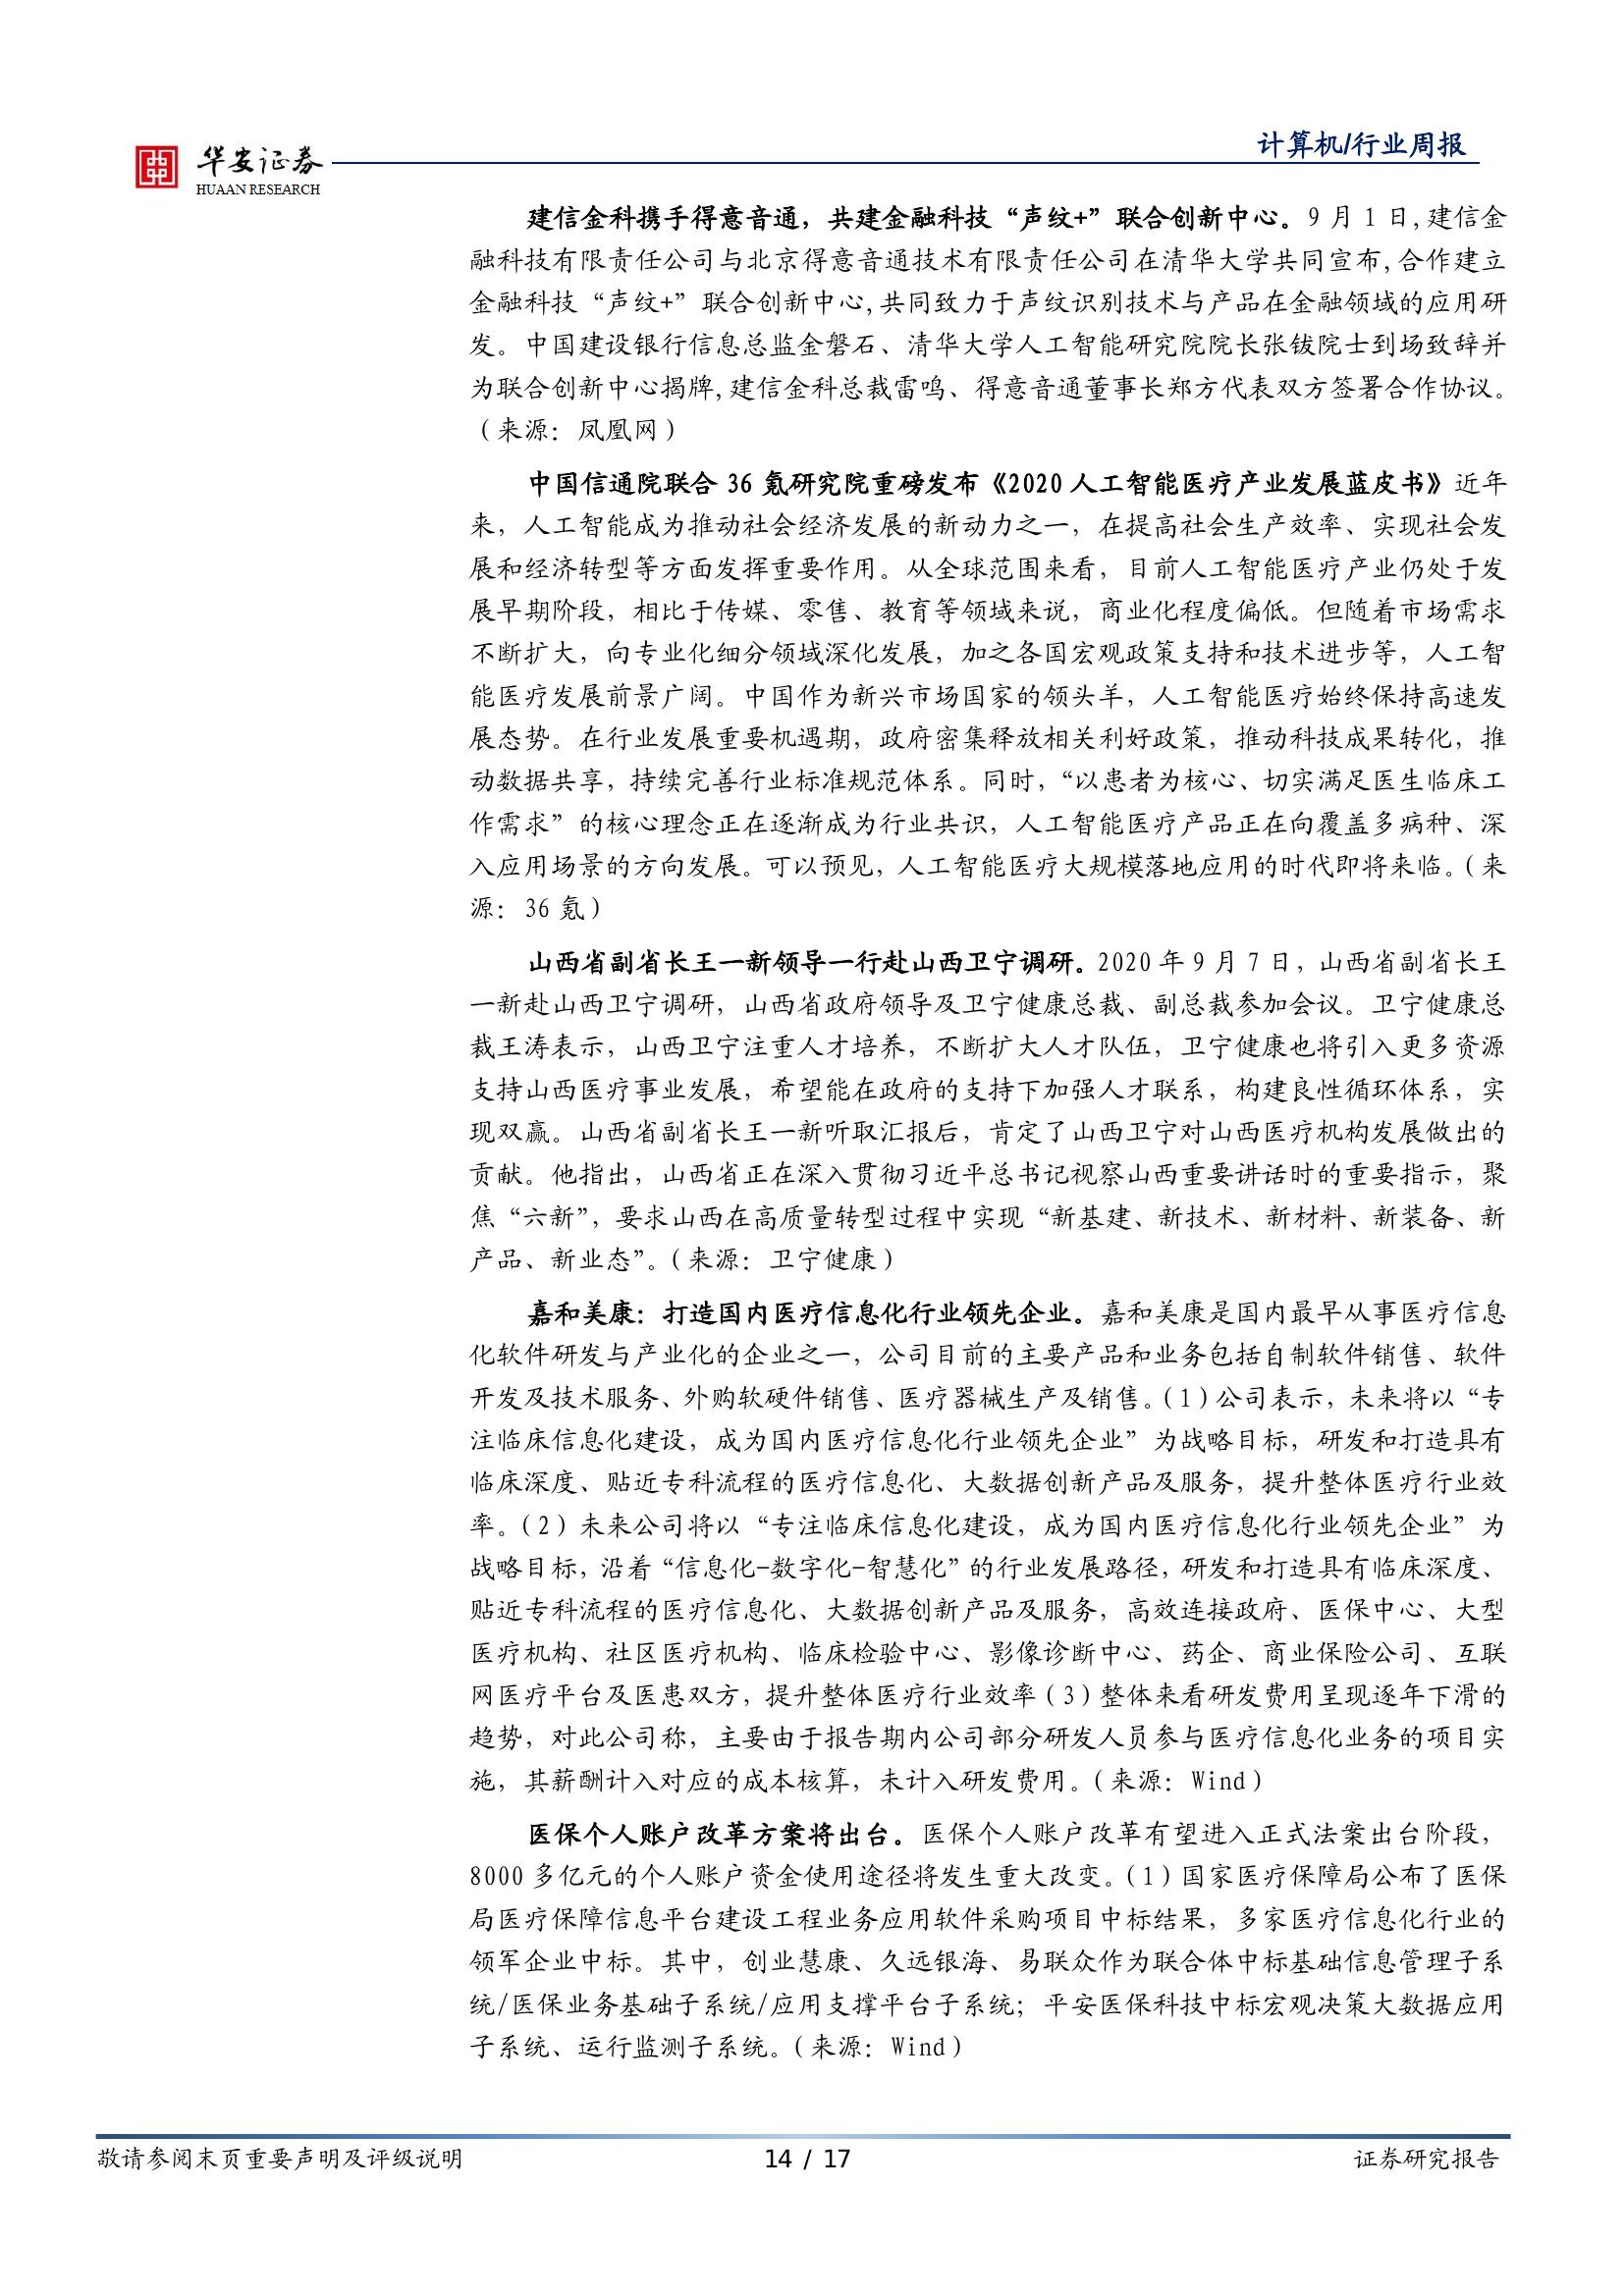 华安证券
HUAAN RESEARCH
计算机/行业周报
建信金科携手得意音通，共建金融科技“声纹+”联合创新中心。9 月 1 日,建信金
融科技有限责任公司与北京得意音通技术有限责任公司在清华大学共同宣布,合作建立
金融科技“声纹+”联合创新中心,共同致力于声纹识别技术与产品在金融领域的应用研
发。中国建设银行信息总监金磐石、清华大学人工智能研究院院长张钹院士到场致辞并
为联合创新中心揭牌,建信金科总裁雷鸣、得意音通董事长郑方代表双方签署合作协议。
（来源：凤凰网）
中国信通院联合 36 氪研究院重磅发布《2020 人工智能医疗产业发展蓝皮书》近年
来，人工智能成为推动社会经济发展的新动力之一，在提高社会生产效率、实现社会发
展和经济转型等方面发挥重要作用。从全球范围来看，目前人工智能医疗产业仍处于发
展早期阶段，相比于传媒、零售、教育等领域来说，商业化程度偏低。但随着市场需求
不断扩大，向专业化细分领域深化发展，加之各国宏观政策支持和技术进步等，人工智
能医疗发展前景广阔。中国作为新兴市场国家的领头羊，人工智能医疗始终保持高速发
展态势。在行业发展重要机遇期，政府密集释放相关利好政策，推动科技成果转化，推
动数据共享，持续完善行业标准规范体系。同时，“以患者为核心、切实满足医生临床工
作需求”的核心理念正在逐渐成为行业共识，人工智能医疗产品正在向覆盖多病种、深
入应用场景的方向发展。可以预见，人工智能医疗大规模落地应用的时代即将来临。（来
源：36 氪）
山西省副省长王一新领导一行赴山西卫宁调研。2020 年 9 月 7 日，山西省副省长王
一新赴山西卫宁调研，山西省政府领导及卫宁健康总裁、副总裁参加会议。卫宁健康总
裁王涛表示，山西卫宁注重人才培养，不断扩大人才队伍，卫宁健康也将引入更多资源
支持山西医疗事业发展，希望能在政府的支持下加强人才联系，构建良性循环体系，实
现双赢。山西省副省长王一新听取汇报后，肯定了山西卫宁对山西医疗机构发展做出的
贡献。他指出，山西省正在深入贯彻习近平总书记视察山西重要讲话时的重要指示，聚
焦“六新”，要求山西在高质量转型过程中实现“新基建、新技术、新材料、新装备、新
产品、新业态”。（来源：卫宁健康）
嘉和美康：打造国内医疗信息化行业领先企业。嘉和美康是国内最早从事医疗信息
化软件研发与产业化的企业之一，公司目前的主要产品和业务包括自制软件销售、软件
开发及技术服务、外购软硬件销售、医疗器械生产及销售。（1）公司表示，未来将以“专
注临床信息化建设，成为国内医疗信息化行业领先企业”为战略目标，研发和打造具有
临床深度、贴近专科流程的医疗信息化、大数据创新产品及服务，提升整体医疗行业效
率。（2）未来公司将以“专注临床信息化建设，成为国内医疗信息化行业领先企业”为
战略目标，沿着“信息化-数字化-智慧化”的行业发展路径，研发和打造具有临床深度、
贴近专科流程的医疗信息化、大数据创新产品及服务，高效连接政府、医保中心、大型
医疗机构、社区医疗机构、临床检验中心、影像诊断中心、药企、商业保险公司、互联
网医疗平台及医患双方，提升整体医疗行业效率（3）整体来看研发费用呈现逐年下滑的
趋势，对此公司称，主要由于报告期内公司部分研发人员参与医疗信息化业务的项目实
施，其薪酬计入对应的成本核算，未计入研发费用。（来源：Wind）
医保个人账户改革方案将出台。医保个人账户改革有望进入正式法案出台阶段，
8000 多亿元的个人账户资金使用途径将发生重大改变。（1）国家医疗保障局公布了医保
局医疗保障信息平台建设工程业务应用软件采购项目中标结果，多家医疗信息化行业的
领军企业中标。其中，创业慧康、久远银海、易联众作为联合体中标基础信息管理子系
统/医保业务基础子系统/应用支撑平台子系统；平安医保科技中标宏观决策大数据应用
子系统、运行监测子系统。（来源：Wind）
敬请参阅末页重要声明及评级说明
14 / 17
证券研究报告